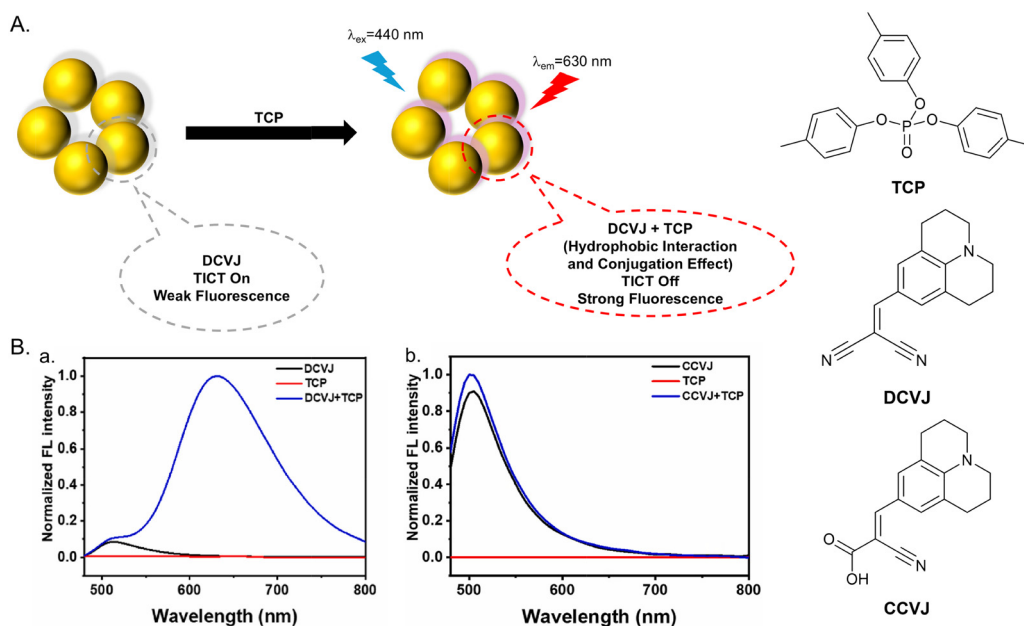 A.
λex=440 nm
λem=630 nm
TCP
DCVJ
TICT On
Weak Fluorescence
DCVJ + TCP
(Hydrophobic Interaction
and Conjugation Effect)
TICT Off
Strong Fluorescence
O
O
P
O
O
TCP
N
N
N
DCVJ
N
O
OH
N
CCVJ
B.
a.
Normalized FL intensity
1.0
0.8
0.6
0.4
0.2
0.0
500
600
700
800
Wavelength (nm)
DCVJ
TCP
DCVJ+TCP
b.
Normalized FL intensity
1.0
0.8
0.6
0.4
0.2
0.0
500
600
700
800
Wavelength (nm)
CCVJ
TCP
CCVJ+TCP